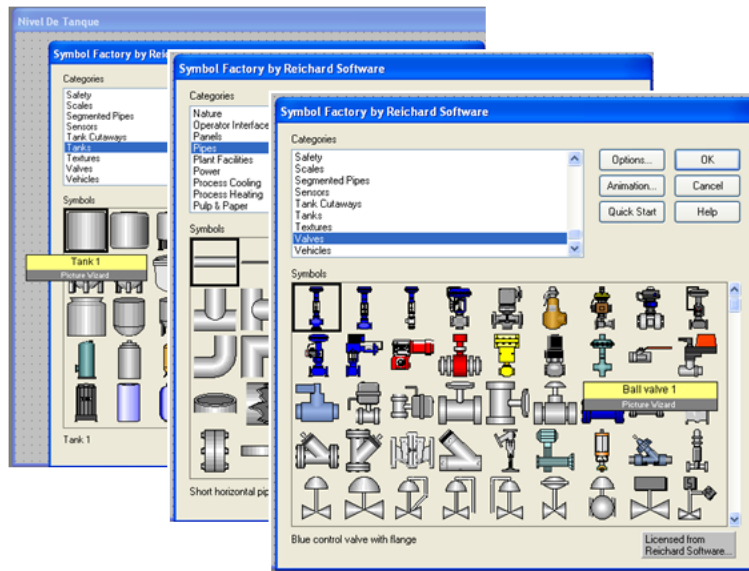 Nivel De Tanque
Symbol Factory by Rei
Categories
Safety
Scales
Segmented Pipes
Sensors
Tank Cutaways
Tanks
Textures
Valves
Vehicles
Symbols
Tank 1
Picture Wizard
Tank 1
Symbol Factory by Reichard Software
Categories
Nature
Operator Interface
Panels
Pipes
Plant Facilities
Power
Process Cooling
Process Heating
Pulp & Paper
Symbols
Short horizontal pip
Symbol Factory by Reichard Software
Categories
Safety
Scales
Segmented Pipes
Sensors
Tank Cutaways
Tanks
Textures
Valves
Vehicles
Options...
OK
Animation...
Cancel
Quick Start
Help
Symbols
Ball valve 1
Picture Wizard
Blue control valve with flange
Licensed from
Reichard Software...